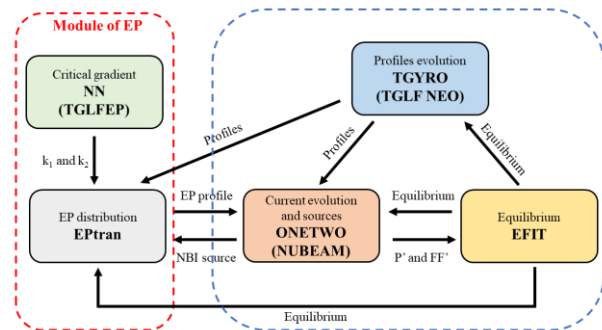 Module of EP
Critical gradient
NN
(TGLFEP)
Profiles evolution
TGYRO
(TGLF NEO)
Profiles
Profiles
Equilibrium
k₁ and k₂
EP distribution
EPtran
EP profile
NBI source
Current evolution
and sources
ONETWO
(NUBEAM)
Equilibrium
P’ and FF’
Equilibrium
EFIT
Equilibrium